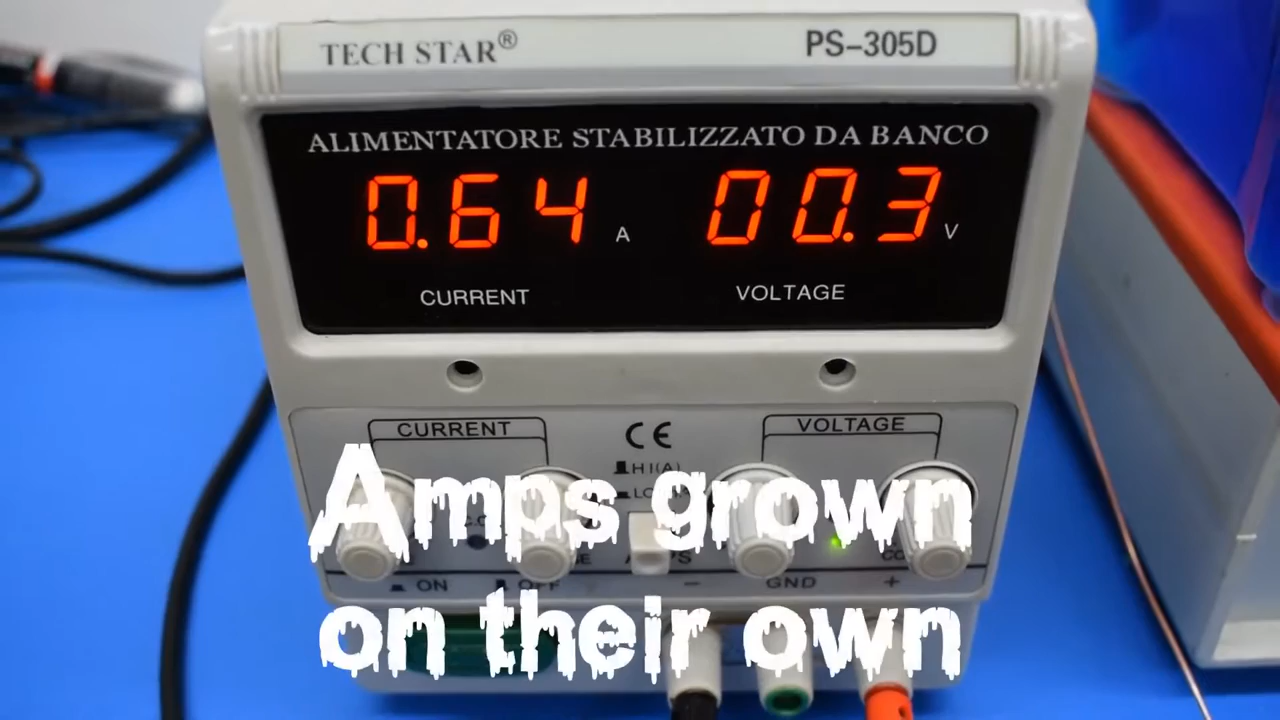 TECH STAR® PS-305D
ALIMENTATORE STABILIZZATO DA BANCO
0.64 A 00.3 V
CURRENT VOLTAGE
CURRENT CE VOLTAGE
HI(A)
Amps grown
ON OFF − GND +
on their own